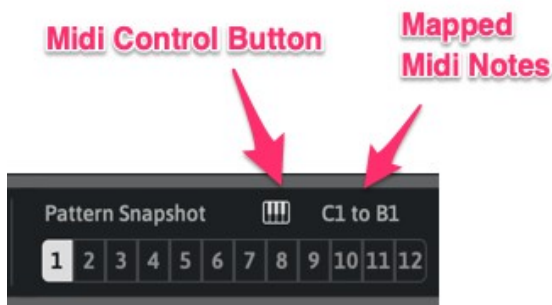 Midi Control Button
Mapped
Midi Notes
Pattern Snapshot C1 to B1
1 2 3 4 5 6 7 8 9 10 11 12